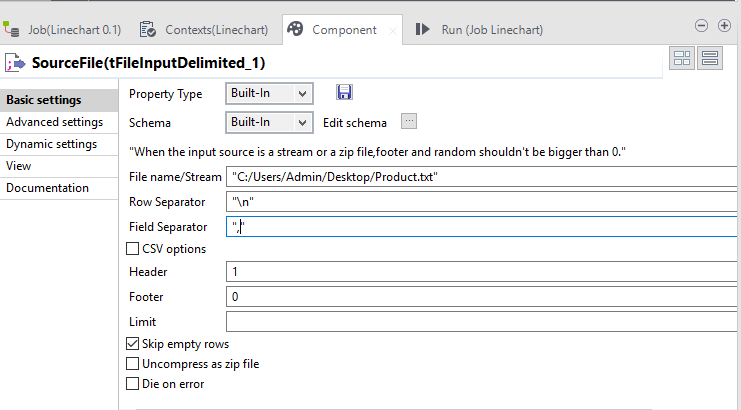 Job(Linechart 0.1) Contexts(Linechart) Component Run (Job Linechart)
SourceFile(tFileInputDelimited_1)
Basic settings
Advanced settings
Dynamic settings
View
Documentation
Property Type Built-In
Schema Built-In Edit schema ...
"When the input source is a stream or a zip file,footer and random shouldn't be bigger than 0."
File name/Stream "C:/Users/Admin/Desktop/Product.txt"
Row Separator "\n"
Field Separator ","
CSV options
Header 1
Footer 0
Limit
Skip empty rows
Uncompress as zip file
Die on error